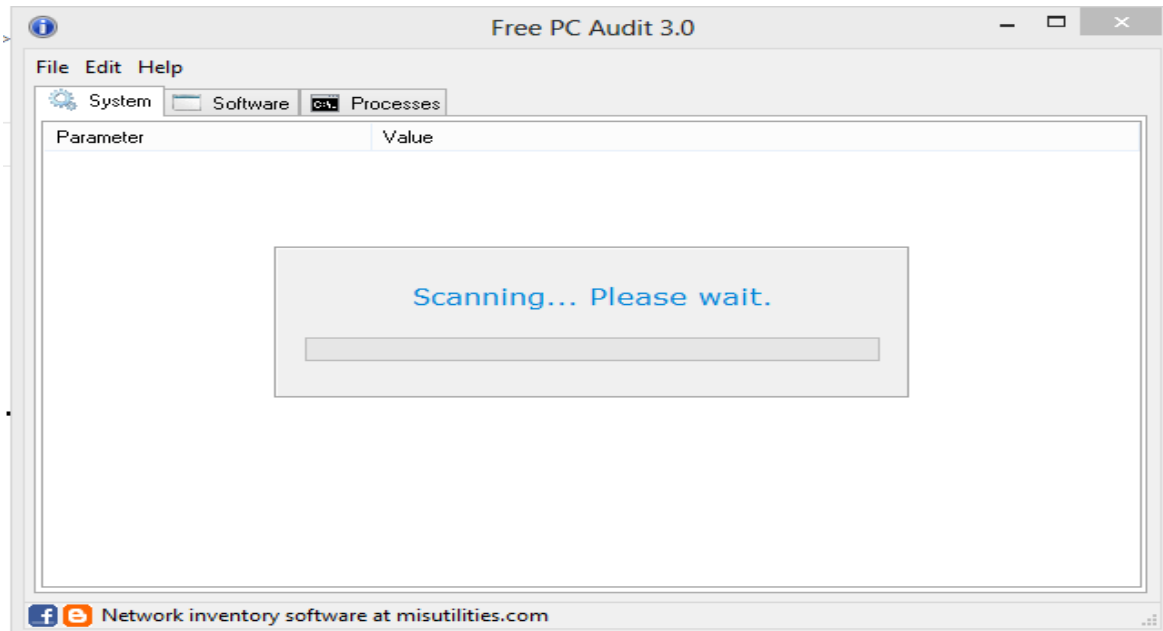 Free PC Audit 3.0
File Edit Help
System Software C:\. Processes
Parameter Value
Scanning... Please wait.
f B Network inventory software at misutilities.com